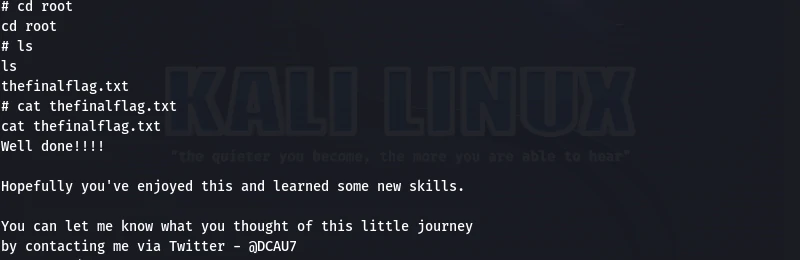 # cd root
cd root
# ls
ls
thefinalflag.txt
# cat thefinalflag.txt
cat thefinalflag.txt
Well done!!!!
KALI LINUX
"the quieter you become, the more you are able to hear"
Hopefully you've enjoyed this and learned some new skills.
You can let me know what you thought of this little journey
by contacting me via Twitter - @DCAU7